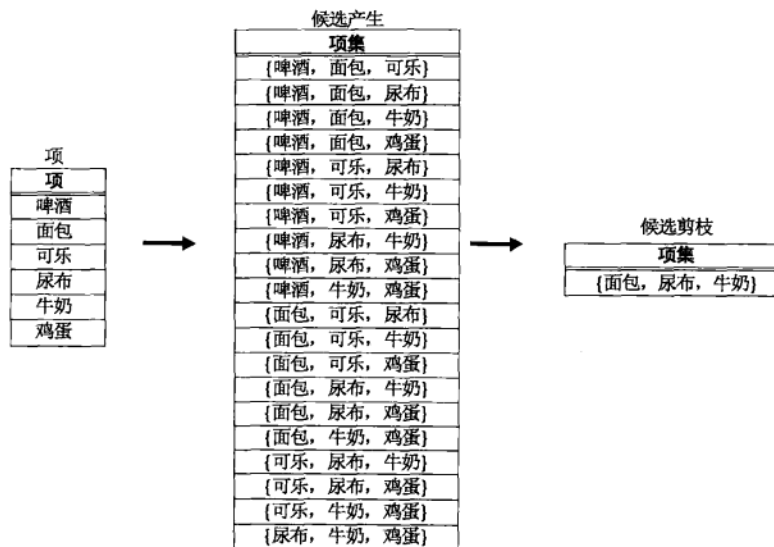 项
项
啤酒
面包
可乐
尿布
牛奶
鸡蛋
候选产生
项集
{啤酒，面包，可乐}
{啤酒，面包，尿布}
{啤酒，面包，牛奶}
{啤酒，面包，鸡蛋}
{啤酒，可乐，尿布}
{啤酒，可乐，牛奶}
{啤酒，可乐，鸡蛋}
{啤酒，尿布，牛奶}
{啤酒，尿布，鸡蛋}
{啤酒，牛奶，鸡蛋}
{面包，可乐，尿布}
{面包，可乐，牛奶}
{面包，可乐，鸡蛋}
{面包，尿布，牛奶}
{面包，尿布，鸡蛋}
{面包，牛奶，鸡蛋}
{可乐，尿布，牛奶}
{可乐，尿布，鸡蛋}
{可乐，牛奶，鸡蛋}
{尿布，牛奶，鸡蛋}
候选剪枝
项集
{面包，尿布，牛奶}